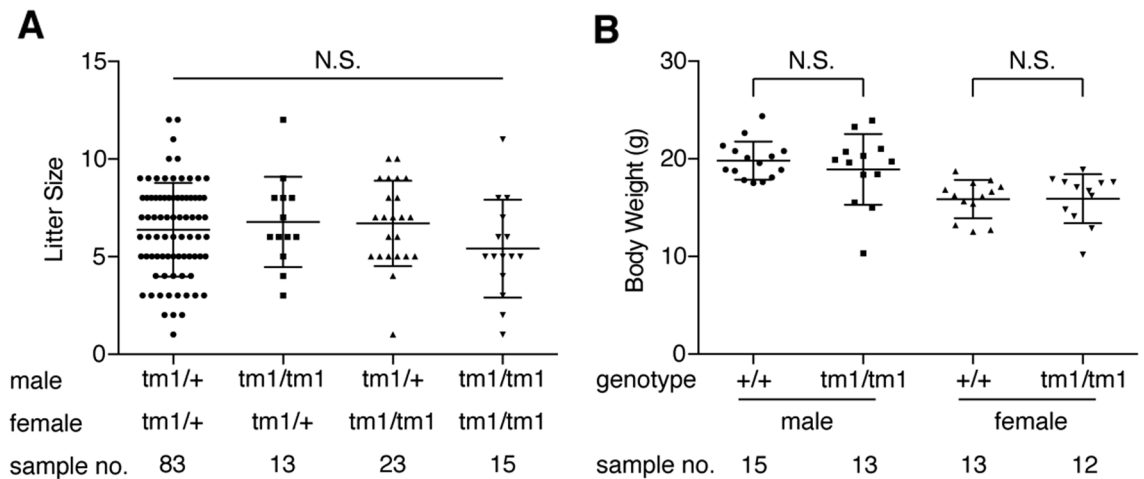 A
B
15
10
5
0
Litter Size
N.S.
male tm1/+ tm1/tm1 tm1/+ tm1/tm1
female tm1/+ tm1/+ tm1/tm1 tm1/tm1
sample no. 83 13 23 15
30
20
10
0
Body Weight (g)
N.S. N.S.
genotype +/+ tm1/tm1 +/+ tm1/tm1
male female
sample no. 15 13 13 12